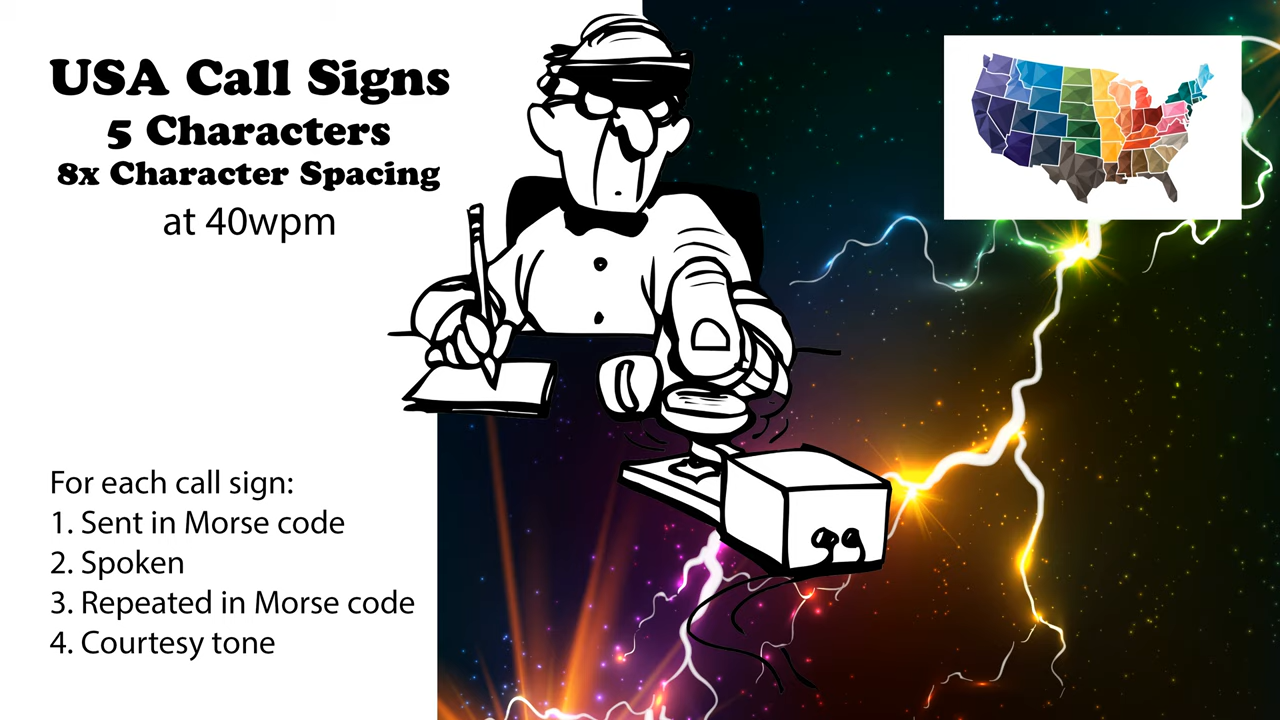 USA Call Signs
5 Characters
8x Character Spacing
at 40wpm
For each call sign:
1. Sent in Morse code
2. Spoken
3. Repeated in Morse code
4. Courtesy tone